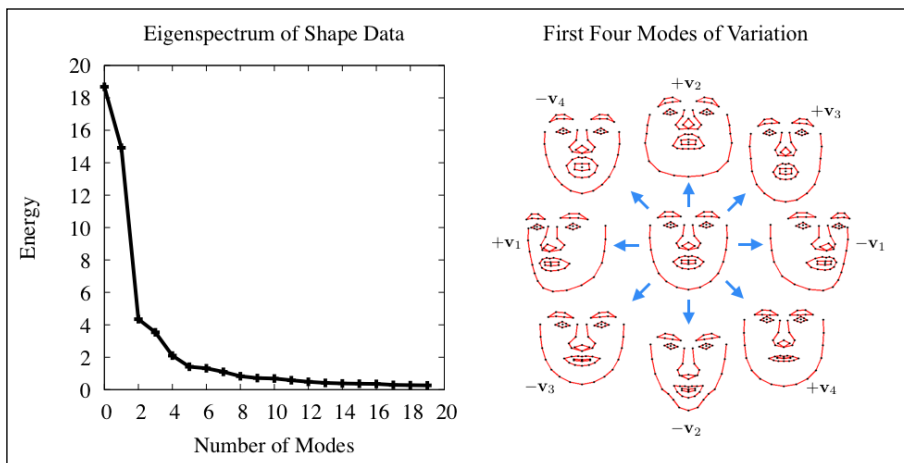 Eigenspectrum of Shape Data
20
18
16
14
12
10
8
6
4
2
0
0 2 4 6 8 10 12 14 16 18 20
Energy
Number of Modes
First Four Modes of Variation
+v₂
−v₄
+v₃
+v₁
−v₁
−v₃
+v₄
−v₂